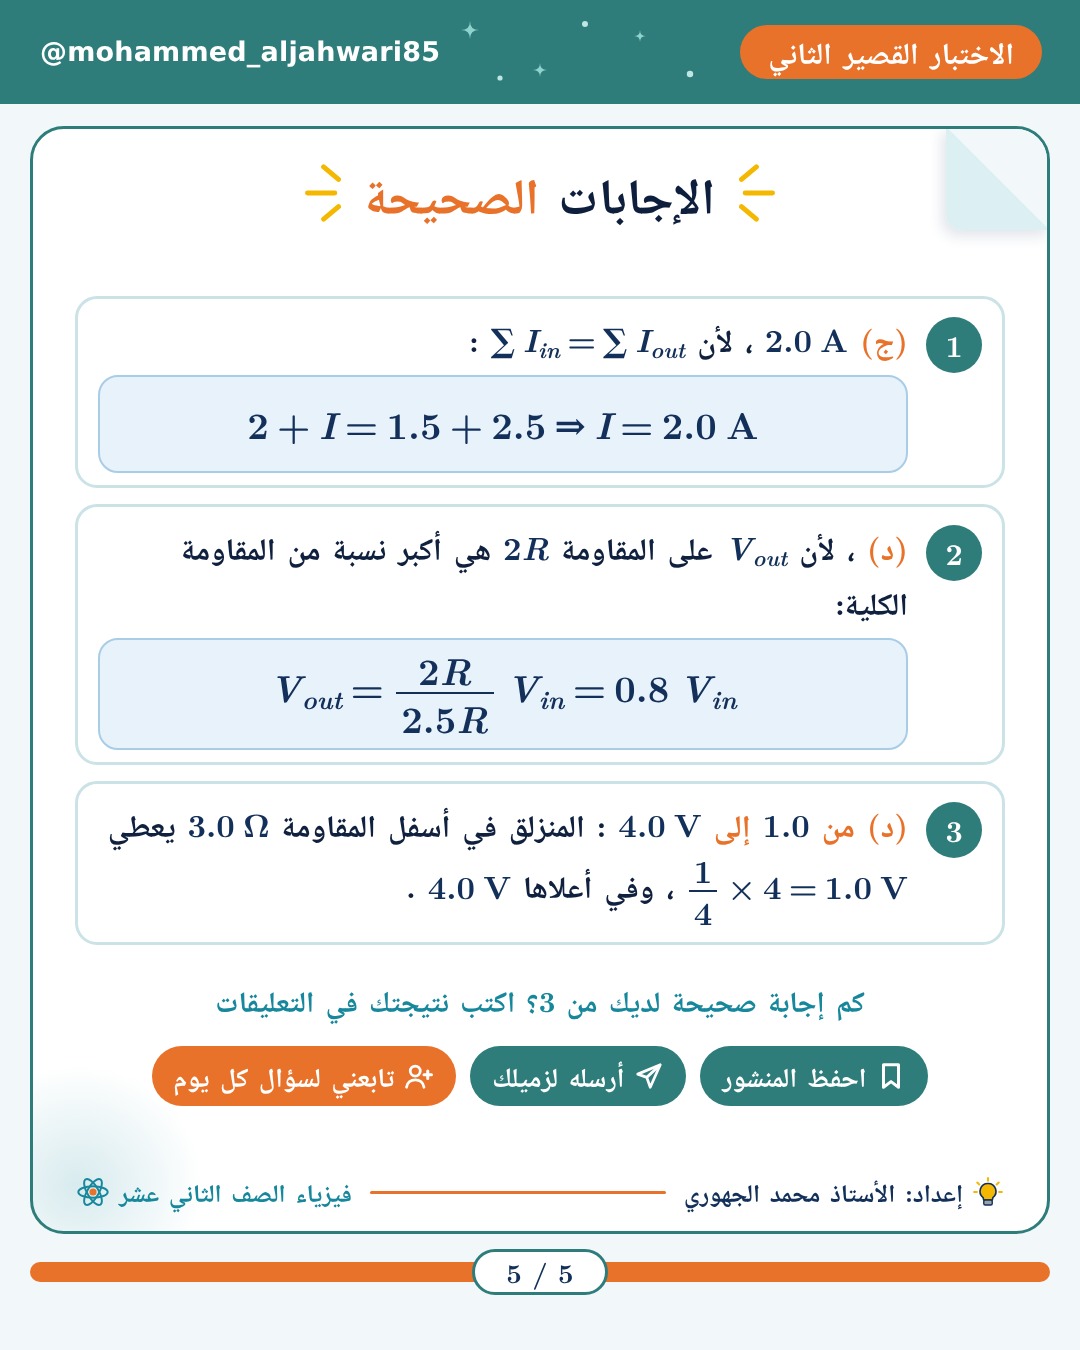 @mohammed_aljahwari85
الاختبار القصير الثاني
الإجابات الصحيحة
1
(ج) 2.0 A ، لأن ∑ I_in = ∑ I_out :
2 + I = 1.5 + 2.5 ⇒ I = 2.0 A
2
(د) ، لأن V_out على المقاومة 2R هي أكبر نسبة من المقاومة
الكلية:
V_out = 2R/2.5R V_in = 0.8 V_in
3
(د) من 1.0 إلى 4.0 V : المنزلق في أسفل المقاومة 3.0 Ω يعطي
1/4 × 4 = 1.0 V ، وفي أعلاها 4.0 V .
كم إجابة صحيحة لديك من 3؟ اكتب نتيجتك في التعليقات
احفظ المنشور
أرسله لزميلك
تابعني لسؤال كل يوم
إعداد: الأستاذ محمد الجهوري
فيزياء الصف الثاني عشر
5 / 5